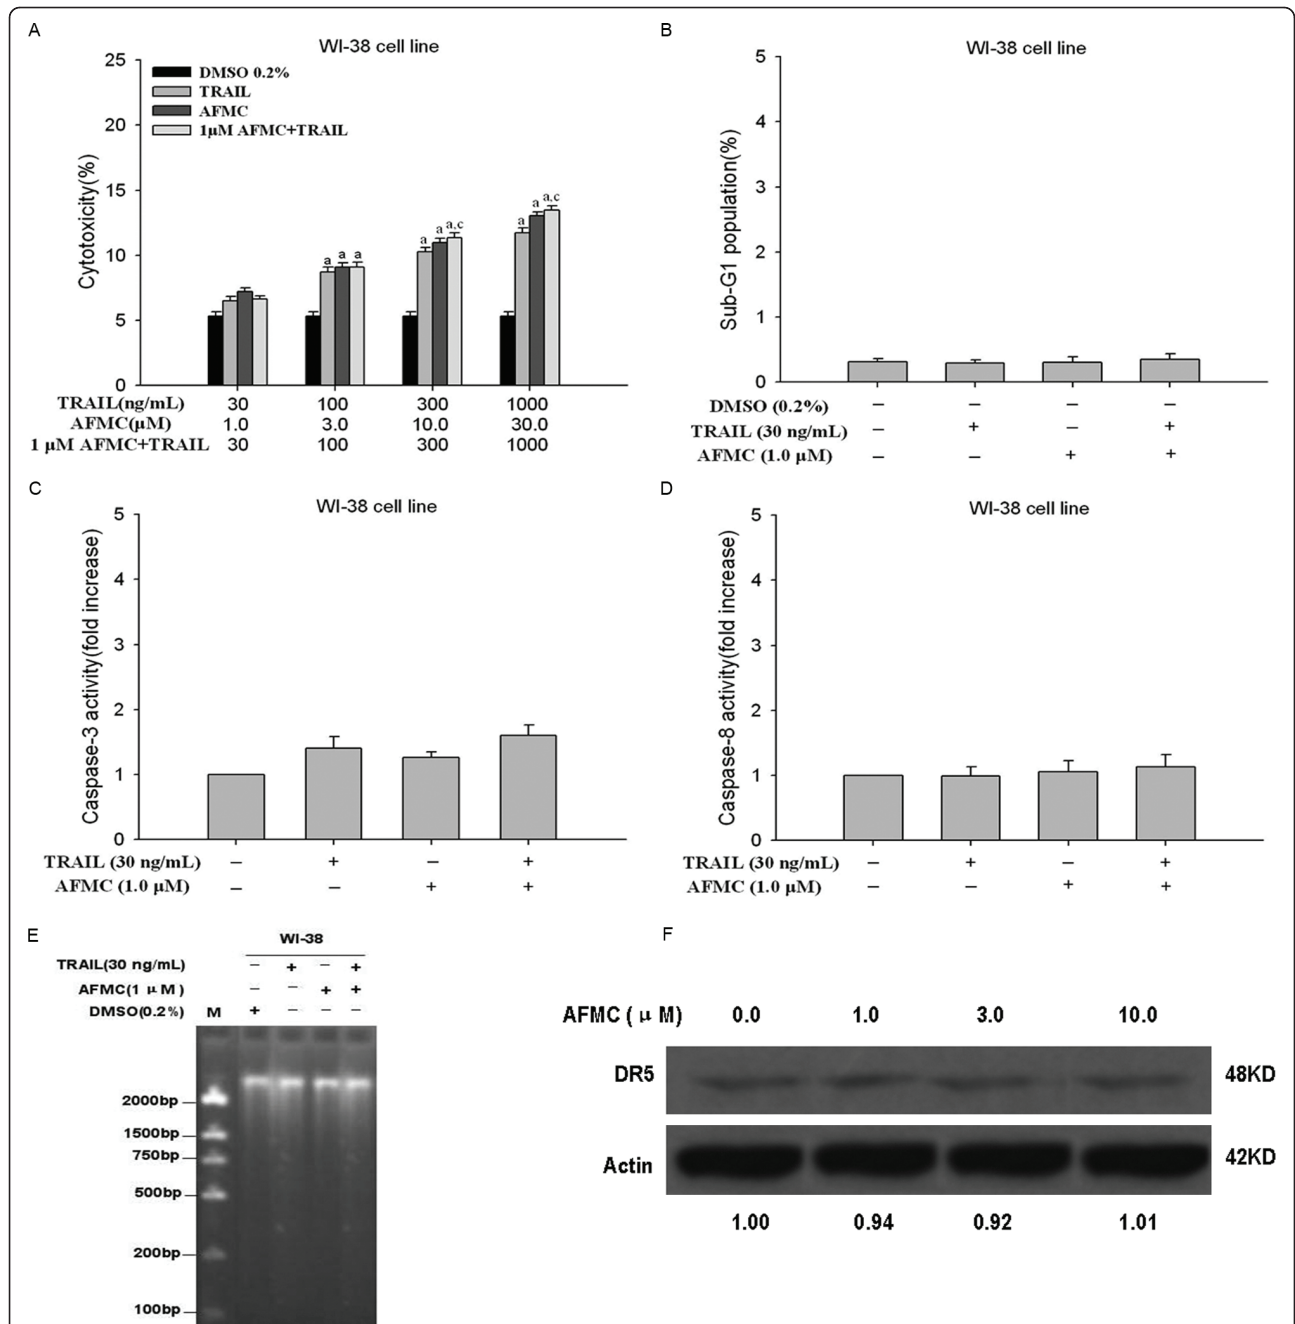 A
WI-38 cell line
25
20
15
10
5
0
Cytotoxicity(%)
DMSO 0.2%
TRAIL
AFMC
1μM AFMC+TRAIL
a a a
a a a,c
a a a,c
TRAIL(ng/mL) 30 100 300 1000
AFMC(μM) 1.0 3.0 10.0 30.0
1 μM AFMC+TRAIL 30 100 300 1000
B
WI-38 cell line
5
4
3
2
1
0
Sub-G1 population(%)
DMSO (0.2%) − − − −
TRAIL (30 ng/mL) − + − +
AFMC (1.0 μM) − − + +
C
WI-38 cell line
5
4
3
2
1
0
Caspase-3 activity(fold increase)
TRAIL (30 ng/mL) − + − +
AFMC (1.0 μM) − − + +
D
WI-38 cell line
5
4
3
2
1
0
Caspase-8 activity(fold increase)
TRAIL (30 ng/mL) − + − +
AFMC (1.0 μM) − − + +
E
WI-38
TRAIL(30 ng/mL) − + − +
AFMC(1 μM) − − + +
DMSO(0.2%) M + − − −
2000bp
1500bp
750bp
500bp
200bp
100bp
F
AFMC (μM) 0.0 1.0 3.0 10.0
DR5 48KD
Actin 42KD
1.00 0.94 0.92 1.01